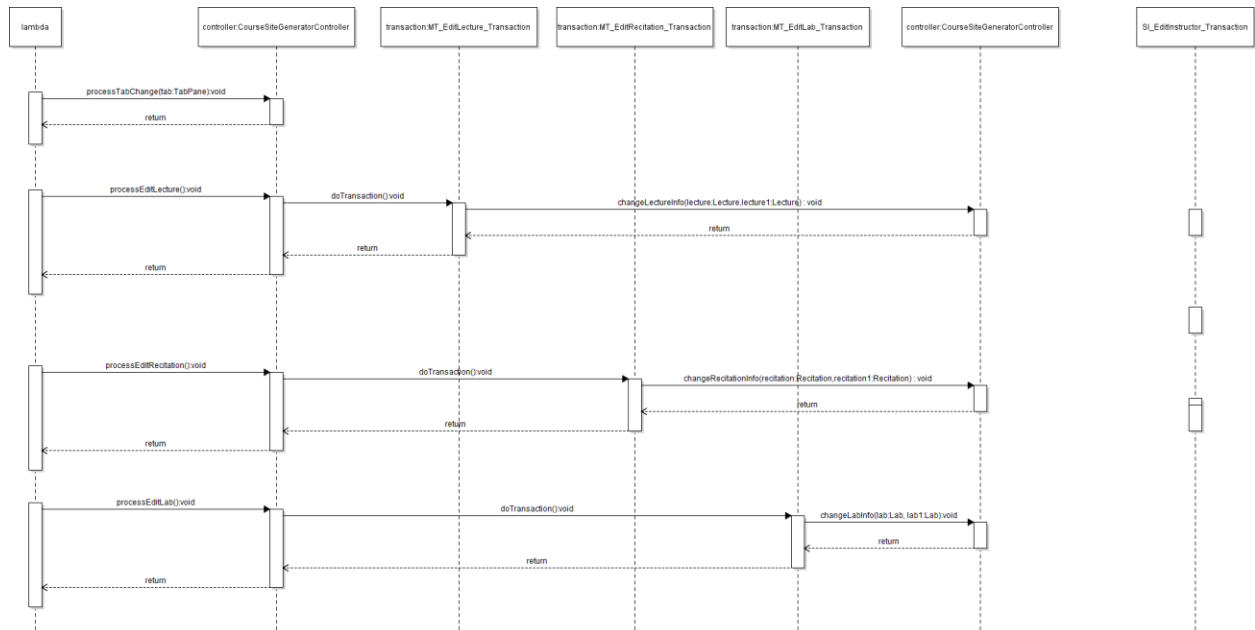 lambda
controller:CourseSiteGeneratorController
transaction:MT_EditLecture_Transaction
transaction:MT_EditRecitation_Transaction
transaction:MT_EditLab_Transaction
controller:CourseSiteGeneratorController
SI_EditInstructor_Transaction
processTabChange(tab:TabPane):void
return
processEditLecture():void
doTransaction():void
changeLectureInfo(lecture:Lecture,lecture1:Lecture) : void
return
return
return
processEditRecitation():void
doTransaction():void
changeRecitationInfo(recitation:Recitation,recitation1:Recitation) : void
return
return
return
processEditLab():void
doTransaction():void
changeLabInfo(lab:Lab, lab1:Lab):void
return
return
return